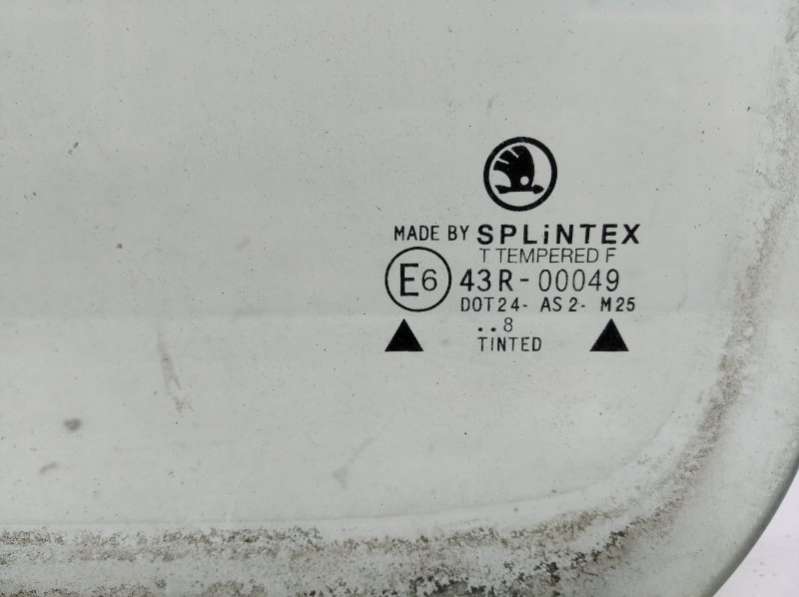 MADE BY SPLiNTEX
T TEMPERED F
E6 43R-00049
DOT24- AS2- M25
..8
TINTED